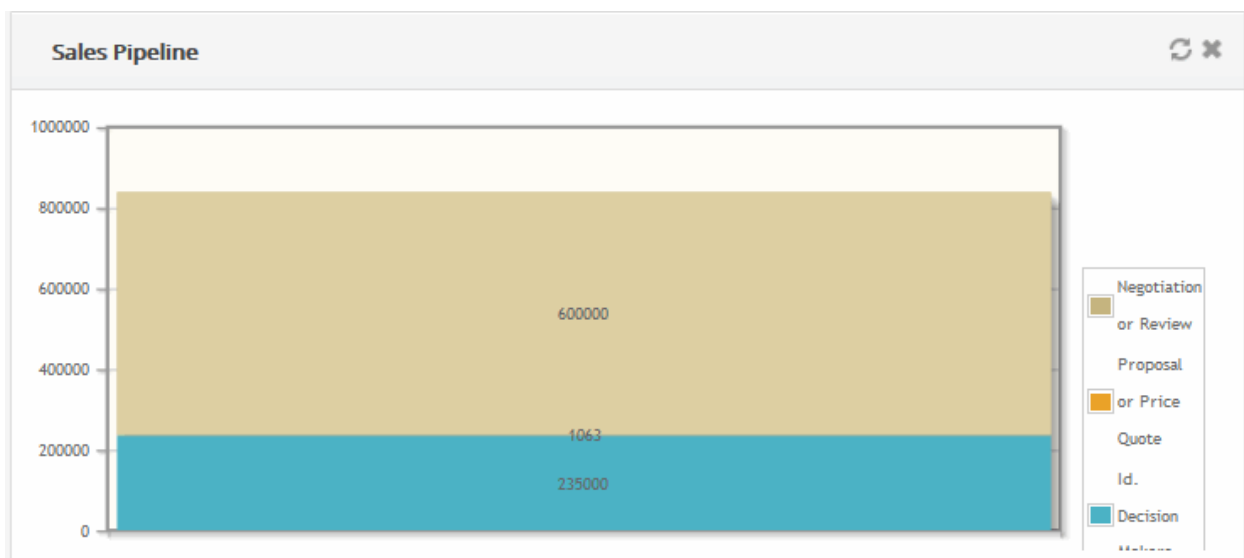 Sales Pipeline
1000000
800000
600000
400000
200000
0
600000
1063
235000
Negotiation
or Review
Proposal
or Price
Quote
Id.
Decision